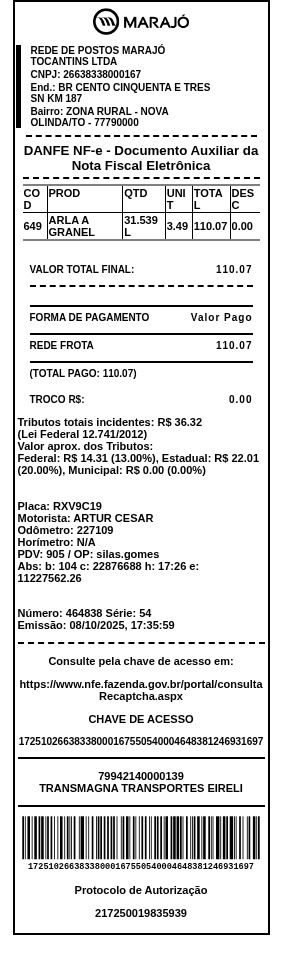 MARAJÓ
REDE DE POSTOS MARAJÓ
TOCANTINS LTDA
CNPJ: 26638338000167
End.: BR CENTO CINQUENTA E TRES
SN KM 187
Bairro: ZONA RURAL - NOVA
OLINDA/TO - 77790000
DANFE NF-e - Documento Auxiliar da
Nota Fiscal Eletrônica
CO
D PROD QTD UNI
T TOTA
L DES
C
649 ARLA A
GRANEL 31.539
L 3.49 110.07 0.00
VALOR TOTAL FINAL: 110.07
FORMA DE PAGAMENTO Valor Pago
REDE FROTA 110.07
(TOTAL PAGO: 110.07)
TROCO R$: 0.00
Tributos totais incidentes: R$ 36.32
(Lei Federal 12.741/2012)
Valor aprox. dos Tributos:
Federal: R$ 14.31 (13.00%), Estadual: R$ 22.01
(20.00%), Municipal: R$ 0.00 (0.00%)
Placa: RXV9C19
Motorista: ARTUR CESAR
Odômetro: 227109
Horímetro: N/A
PDV: 905 / OP: silas.gomes
Abs: b: 104 c: 22876688 h: 17:26 e:
11227562.26
Número: 464838 Série: 54
Emissão: 08/10/2025, 17:35:59
Consulte pela chave de acesso em:
https://www.nfe.fazenda.gov.br/portal/consulta
Recaptcha.aspx
CHAVE DE ACESSO
17251026638338000167550540004648381246931697
79942140000139
TRANSMAGNA TRANSPORTES EIRELI
17251026638338000167550540004648381246931697
Protocolo de Autorização
217250019835939